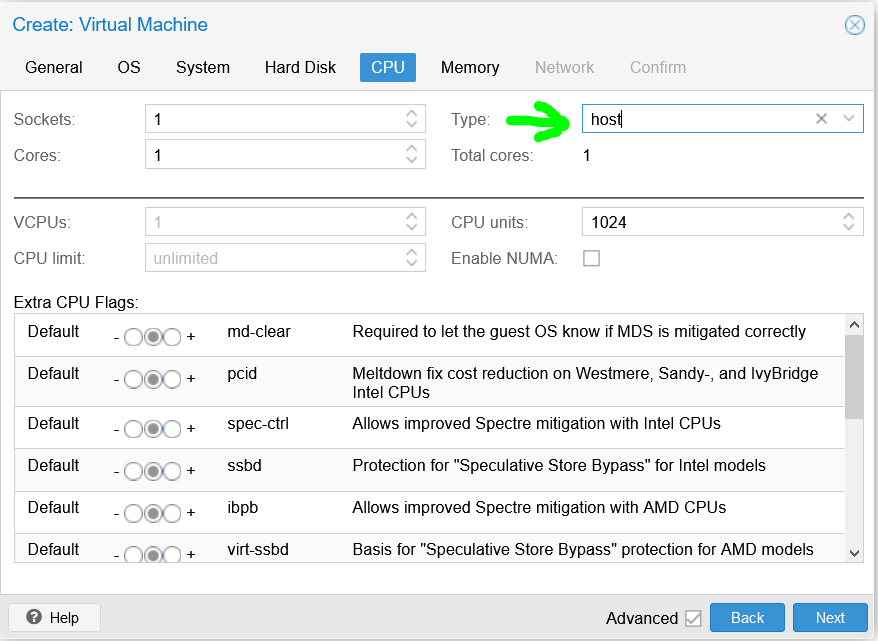 Create: Virtual Machine
General OS System Hard Disk CPU Memory Network Confirm
Sockets: 1 Type: host
Cores: 1 Total cores: 1
VCPUs: 1 CPU units: 1024
CPU limit: unlimited Enable NUMA:
Extra CPU Flags:
Default - + md-clear Required to let the guest OS know if MDS is mitigated correctly
Default - + pcid Meltdown fix cost reduction on Westmere, Sandy-, and IvyBridge
Intel CPUs
Default - + spec-ctrl Allows improved Spectre mitigation with Intel CPUs
Default - + ssbd Protection for "Speculative Store Bypass" for Intel models
Default - + ibpb Allows improved Spectre mitigation with AMD CPUs
Default - + virt-ssbd Basis for "Speculative Store Bypass" protection for AMD models
? Help Advanced Back Next